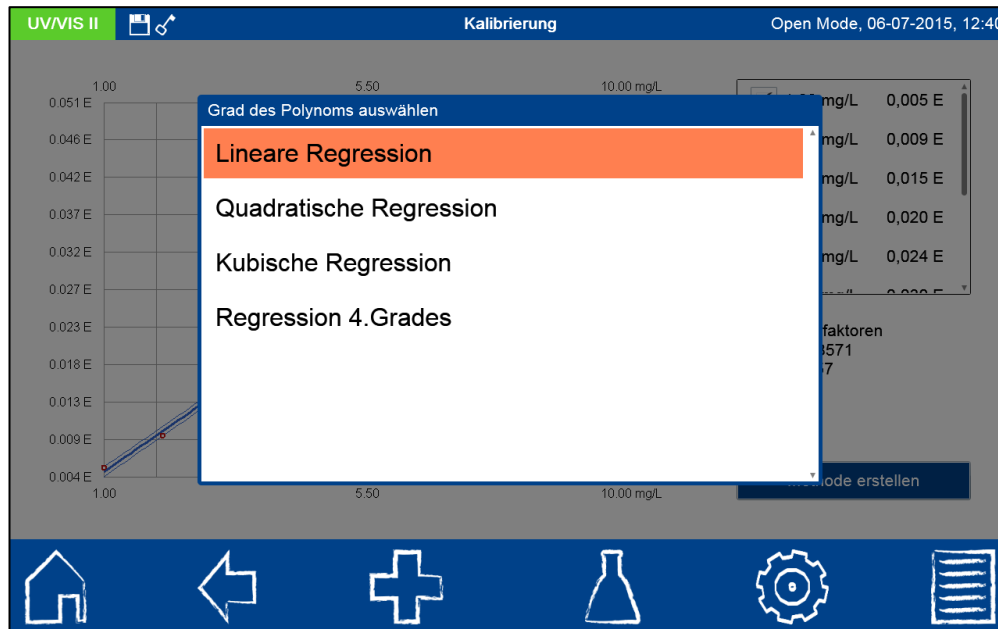 UV/VIS II
Kalibrierung
Open Mode, 06-07-2015, 12:40
1.00 5.50 10.00 mg/L
0.051 E
0.046 E
0.042 E
0.037 E
0.032 E
0.027 E
0.023 E
0.018 E
0.013 E
0.009 E
0.004 E
1.00 5.50 10.00 mg/L
Grad des Polynoms auswählen
Lineare Regression
Quadratische Regression
Kubische Regression
Regression 4.Grades
mg/L 0,005 E
mg/L 0,009 E
mg/L 0,015 E
mg/L 0,020 E
mg/L 0,024 E
faktoren
3571
7
erstellen